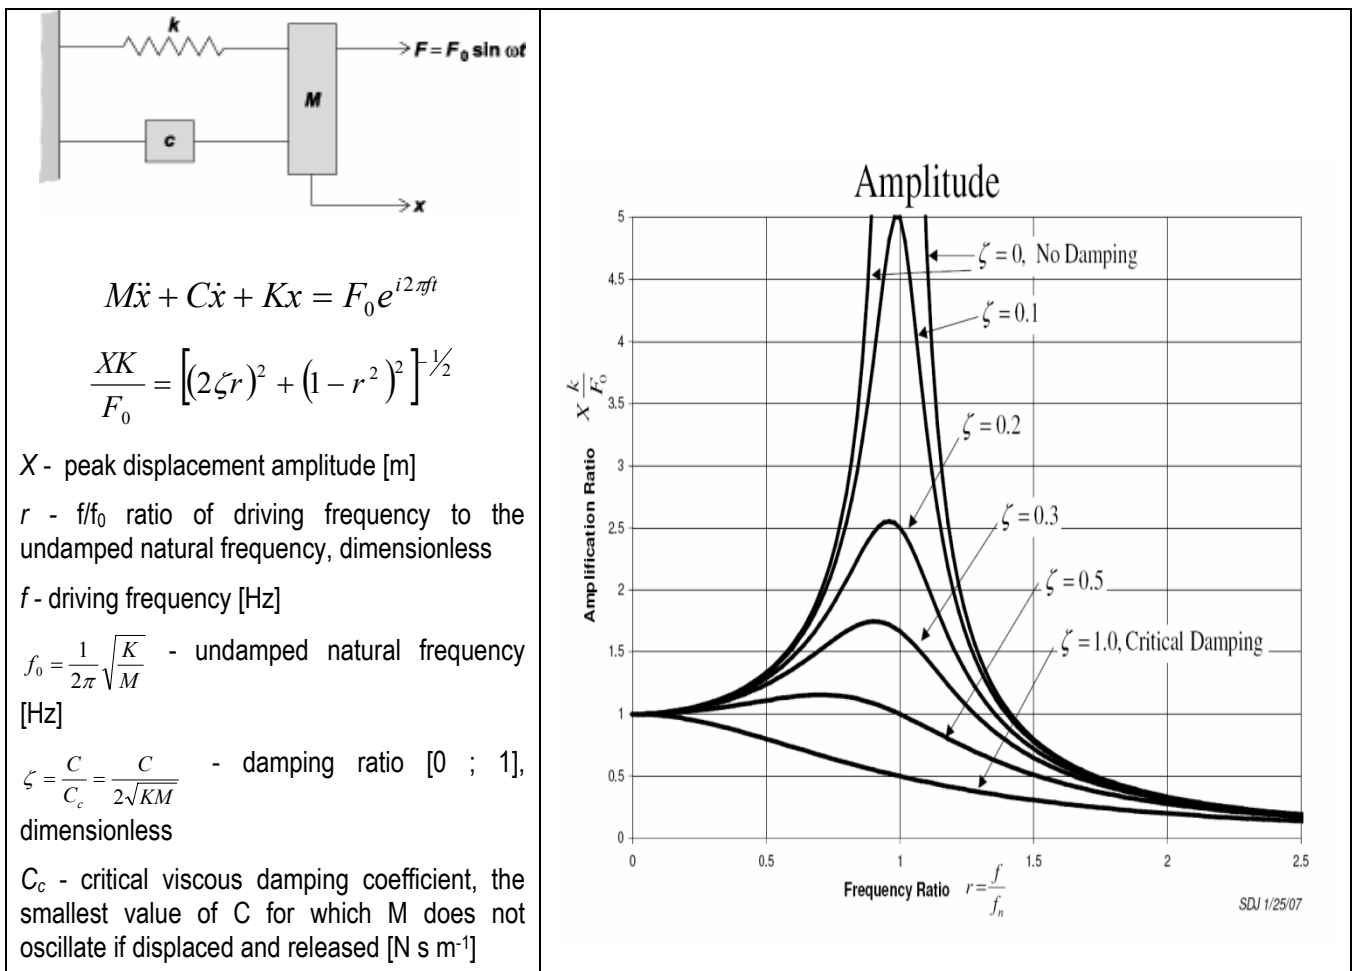 k
F = F₀ sin ωt
M
c
x
Mẍ + Cẋ + Kx = F₀e^{i2πft}
XK/F₀ = [(2ζr)² + (1 − r²)²]^{−1/2}
X - peak displacement amplitude [m]
r - f/f₀ ratio of driving frequency to the
undamped natural frequency, dimensionless
f - driving frequency [Hz]
f₀ = 1/2π √K/M - undamped natural frequency
[Hz]
ζ = C/C_c = C/2√KM - damping ratio [0 ; 1],
dimensionless
C_c - critical viscous damping coefficient, the
smallest value of C for which M does not
oscillate if displaced and released [N s m⁻¹]
Amplitude
5
4.5
4
3.5
3
2.5
2
1.5
1
0.5
0
Amplification Ratio X k/F₀
ζ = 0, No Damping
ζ = 0.1
ζ = 0.2
ζ = 0.3
ζ = 0.5
ζ = 1.0, Critical Damping
0 0.5 1 1.5 2 2.5
Frequency Ratio r = f/fₙ
SDJ 1/25/07